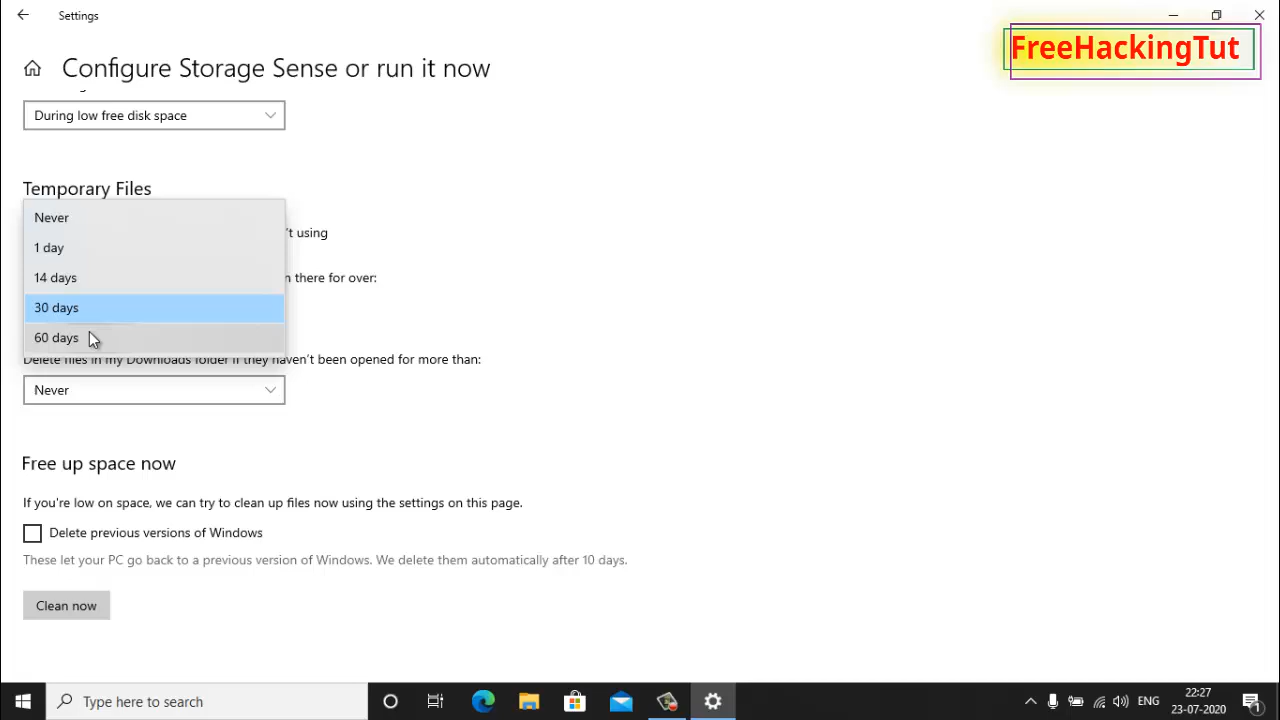 Settings
FreeHackingTut
Configure Storage Sense or run it now
During low free disk space
Temporary Files
Never
't using
1 day
14 days
n there for over:
30 days
60 days
Delete files in my Downloads folder if they haven't been opened for more than:
Never
Free up space now
If you're low on space, we can try to clean up files now using the settings on this page.
Delete previous versions of Windows
These let your PC go back to a previous version of Windows. We delete them automatically after 10 days.
Clean now
Type here to search
ENG
22:27
23-07-2020
1